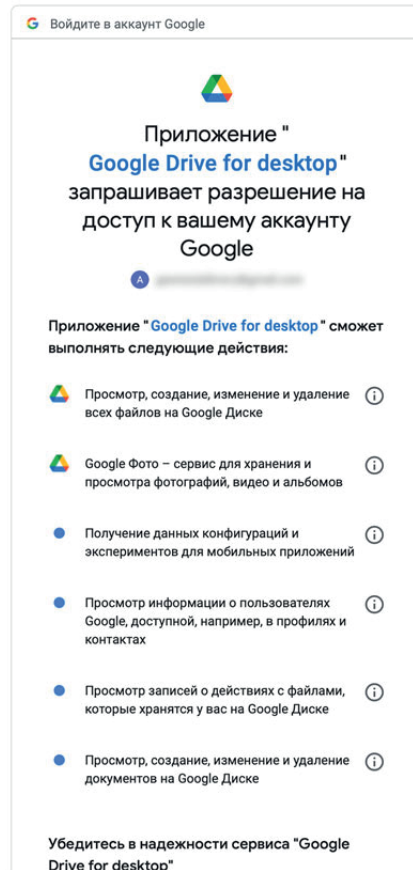 Войдите в аккаунт Google
Приложение "
Google Drive for desktop"
запрашивает разрешение на
доступ к вашему аккаунту
Google
A
Приложение "Google Drive for desktop" сможет
выполнять следующие действия:
Просмотр, создание, изменение и удаление
всех файлов на Google Диске
Google Фото – сервис для хранения и
просмотра фотографий, видео и альбомов
Получение данных конфигураций и
экспериментов для мобильных приложений
Просмотр информации о пользователях
Google, доступной, например, в профилях и
контактах
Просмотр записей о действиях с файлами,
которые хранятся у вас на Google Диске
Просмотр, создание, изменение и удаление
документов на Google Диске
Убедитесь в надежности сервиса "Google
Drive for desktop"